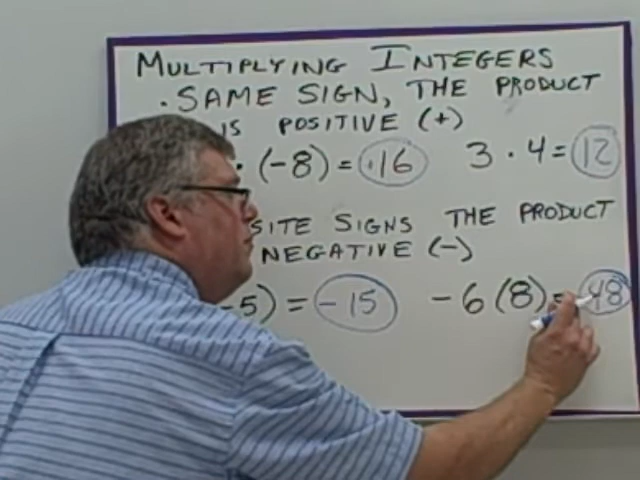 MULTIPLYING INTEGERS
· SAME SIGN, THE PRODUCT
IS POSITIVE (+)
· (-8) = 16 3 · 4 = 12
SIGNS THE PRODUCT
NEGATIVE (-)
5) = -15 -6 (8) = 48